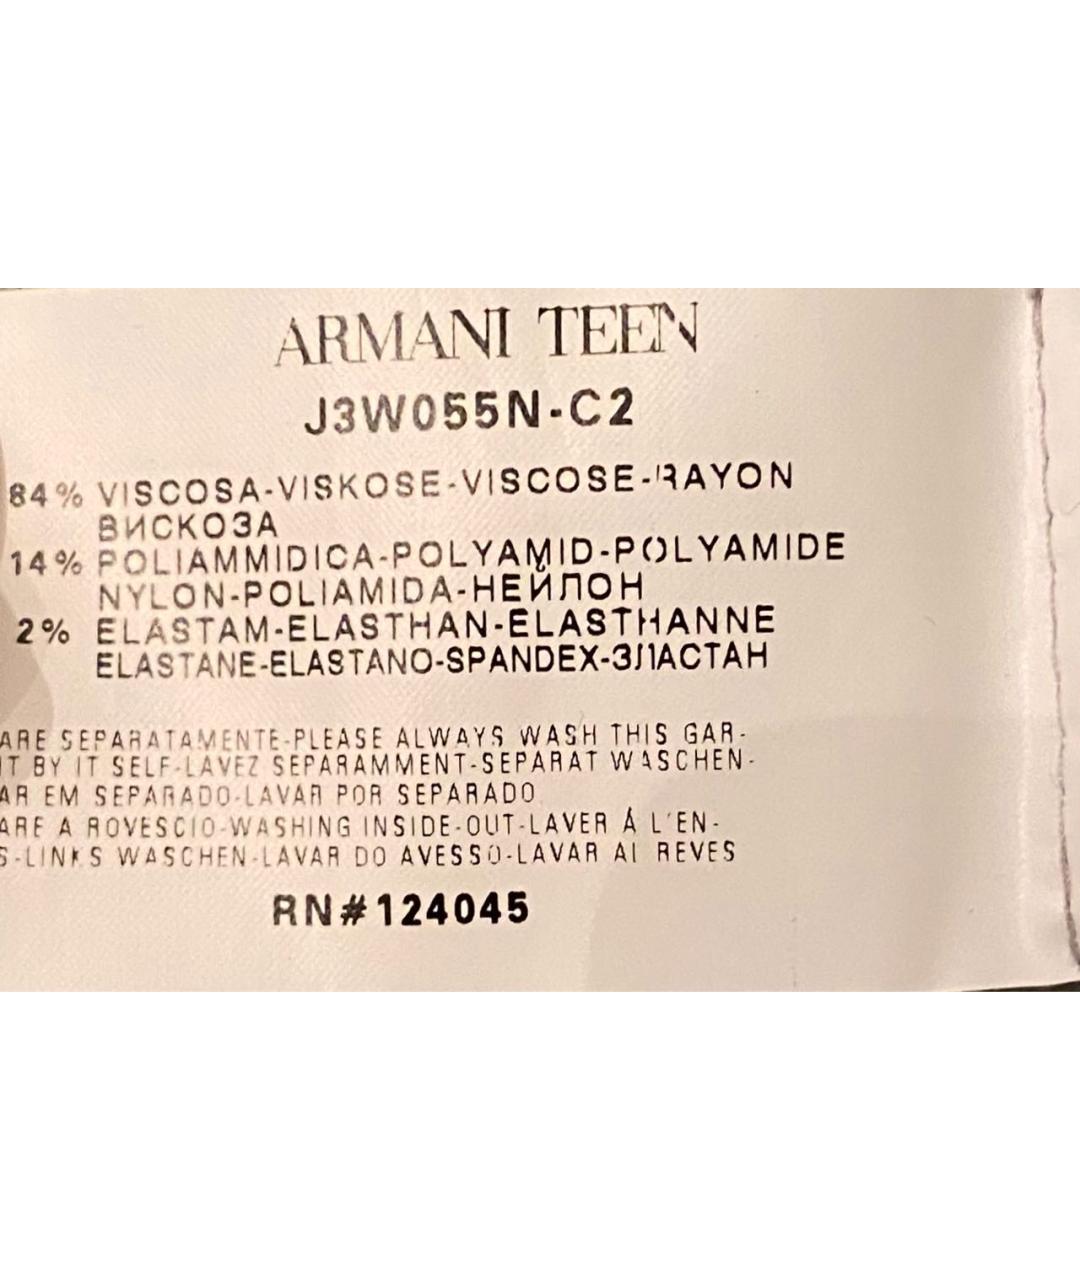 ARMANI TEEN
J3W055N-C2
84% VISCOSA-VISKOSE-VISCOSE-RAYON
ВИСКОЗА
14% POLIAMMIDICA-POLYAMID-POLYAMIDE
NYLON-POLIAMIDA-НЕЙЛОН
2% ELASTAM-ELASTHAN-ELASTHANNE
ELASTANE-ELASTANO-SPANDEX-ЭЛАСТАН
ARE SEPARATAMENTE-PLEASE ALWAYS WASH THIS GAR-
IT BY IT SELF-LAVEZ SEPARAMMENT-SEPARAT WASCHEN-
AR EM SEPARADO-LAVAR POR SEPARADO
ARE A ROVESCIO-WASHING INSIDE-OUT-LAVER Á L'EN-
S-LINKS WASCHEN-LAVAR DO AVESSO-LAVAR AL REVES
RN#124045